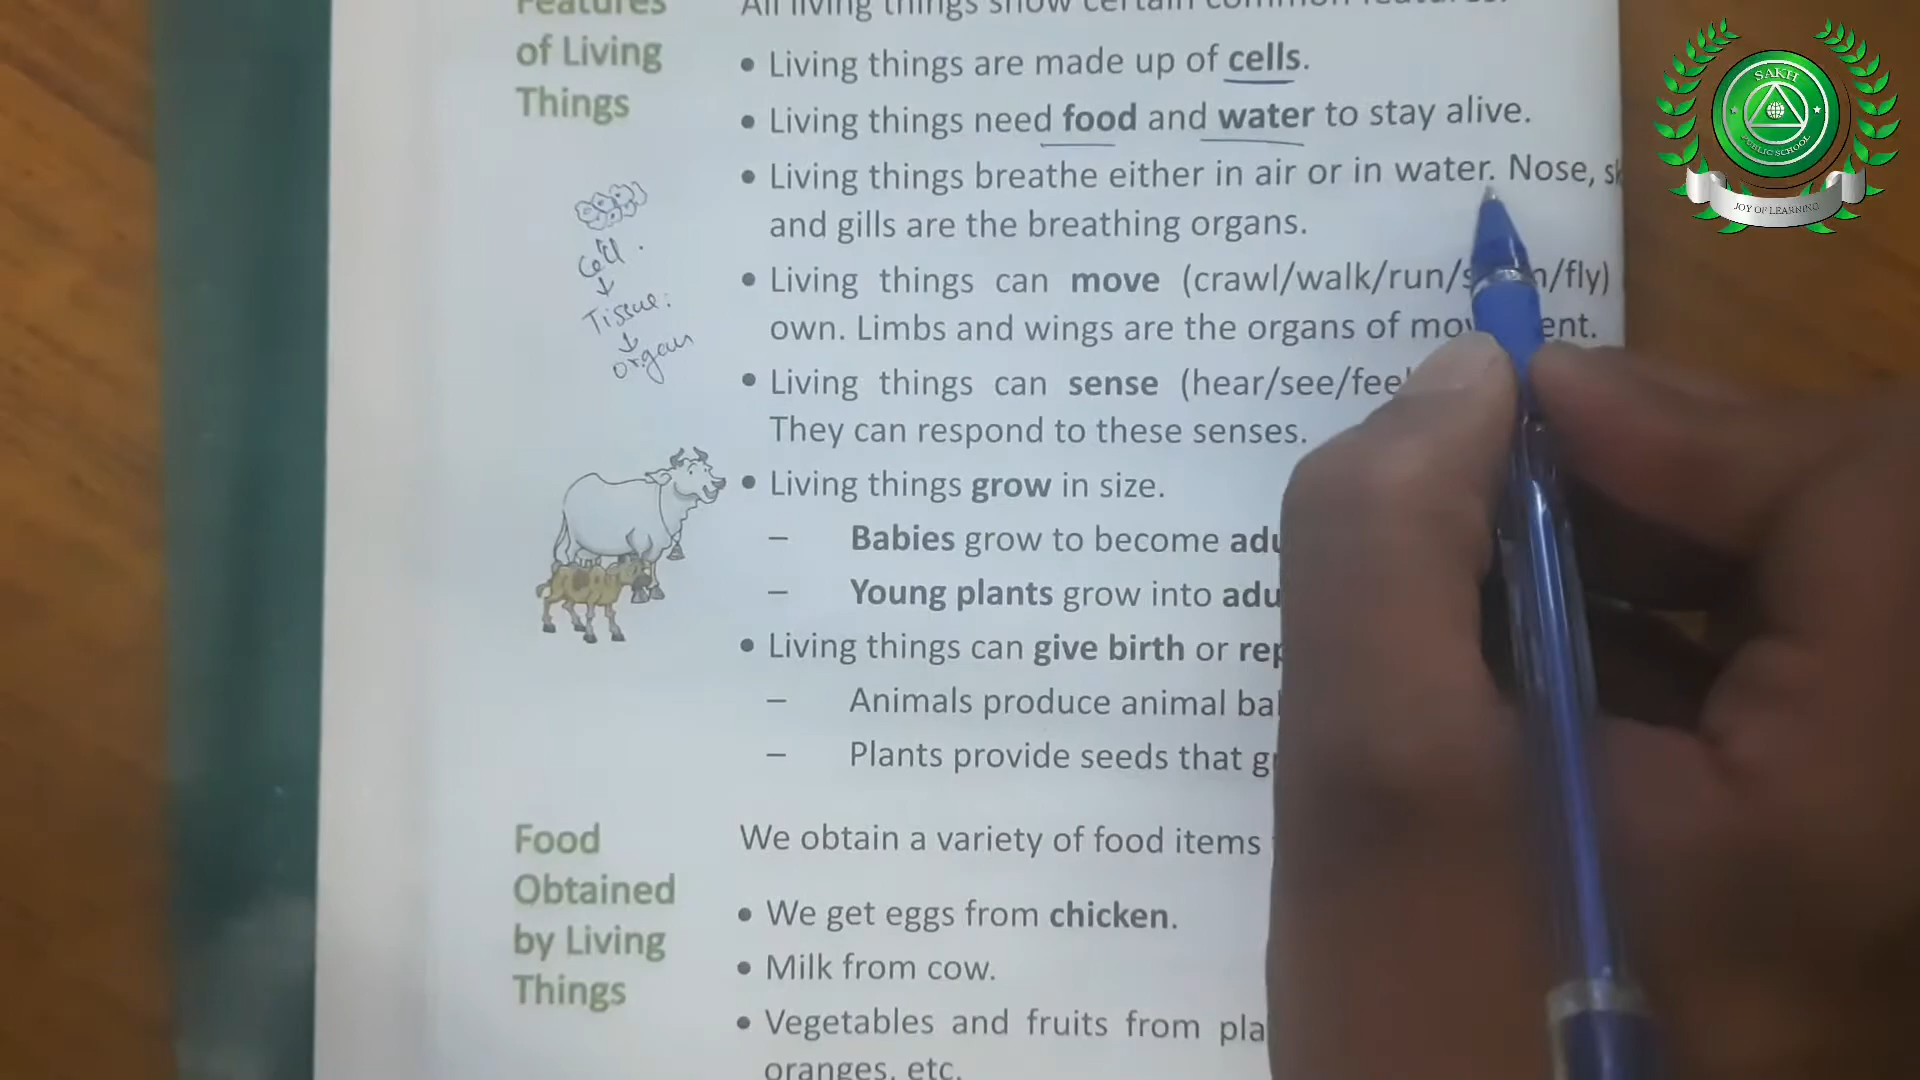 Features
of Living
Things
All living things show certain common features.
• Living things are made up of cells.
• Living things need food and water to stay alive.
• Living things breathe either in air or in water. Nose,
and gills are the breathing organs.
• Living things can move (crawl/walk/run/ /fly)
own. Limbs and wings are the organs of
• Living things can sense (hear/see/
They can respond to these senses.
• Living things grow in size.
– Babies grow to become
– Young plants grow into
• Living things can give birth or
– Animals produce animal
– Plants provide seeds that
cell.
↓
Tissue:
↓
organ
Food
Obtained
by Living
Things
We obtain a variety of food items
• We get eggs from chicken.
• Milk from cow.
• Vegetables and fruits from
oranges, etc.
SAKH
PUBLIC SCHOOL
JOY OF LEARNING